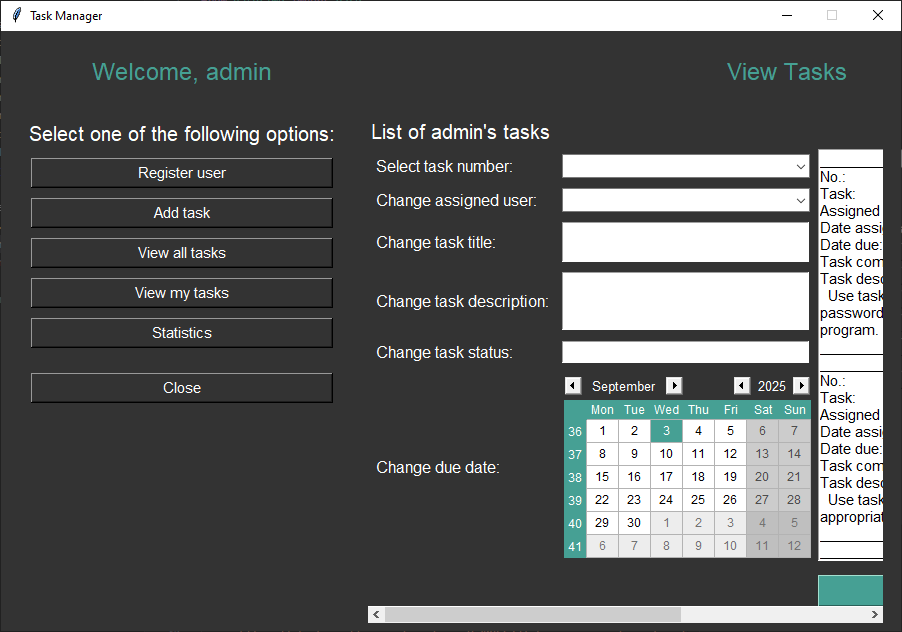 Task Manager
Welcome, admin
View Tasks
Select one of the following options:
Register user
Add task
View all tasks
View my tasks
Statistics
Close
List of admin's tasks
Select task number:
Change assigned user:
Change task title:
Change task description:
Change task status:
Change due date:
September 2025
Mon Tue Wed Thu Fri Sat Sun
36 1 2 3 4 5 6 7
37 8 9 10 11 12 13 14
38 15 16 17 18 19 20 21
39 22 23 24 25 26 27 28
40 29 30 1 2 3 4 5
41 6 7 8 9 10 11 12
No.:
Task:
Assigned
Date assi
Date due:
Task com
Task desc
Use task
password
program.
No.:
Task:
Assigned
Date assi
Date due:
Task com
Task desc
Use task
appropriat